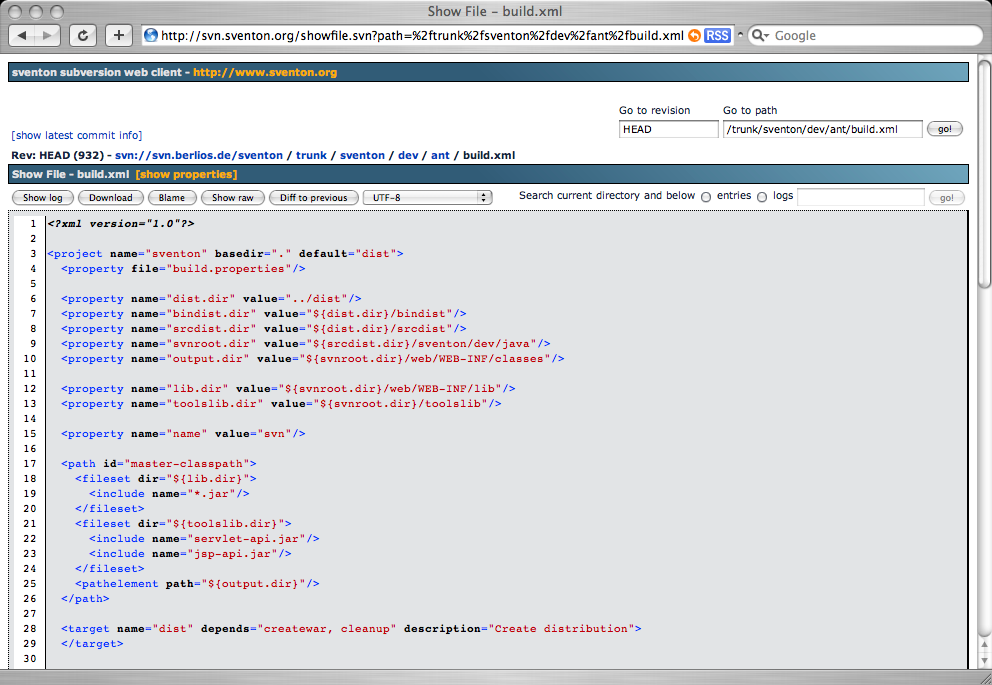 Show File - build.xml
http://svn.sventon.org/showfile.svn?path=%2ftrunk%2fsventon%2fdev%2fant%2fbuild.xml RSS Google
sventon subversion web client - http://www.sventon.org
Go to revision Go to path
[show latest commit info] HEAD /trunk/sventon/dev/ant/build.xml go!
Rev: HEAD (932) - svn://svn.berlios.de/sventon / trunk / sventon / dev / ant / build.xml
Show File - build.xml [show properties]
Show log Download Blame Show raw Diff to previous UTF-8 Search current directory and below entries logs go!
1 <?xml version="1.0"?>
2
3 <project name="sventon" basedir="." default="dist">
4 <property file="build.properties"/>
5
6 <property name="dist.dir" value="../dist"/>
7 <property name="bindist.dir" value="${dist.dir}/bindist"/>
8 <property name="srcdist.dir" value="${dist.dir}/srcdist"/>
9 <property name="svnroot.dir" value="${srcdist.dir}/sventon/dev/java"/>
10 <property name="output.dir" value="${svnroot.dir}/web/WEB-INF/classes"/>
11
12 <property name="lib.dir" value="${svnroot.dir}/web/WEB-INF/lib"/>
13 <property name="toolslib.dir" value="${svnroot.dir}/toolslib"/>
14
15 <property name="name" value="svn"/>
16
17 <path id="master-classpath">
18 <fileset dir="${lib.dir}">
19 <include name="*.jar"/>
20 </fileset>
21 <fileset dir="${toolslib.dir}">
22 <include name="servlet-api.jar"/>
23 <include name="jsp-api.jar"/>
24 </fileset>
25 <pathelement path="${output.dir}"/>
26 </path>
27
28 <target name="dist" depends="createwar, cleanup" description="Create distribution">
29 </target>
30